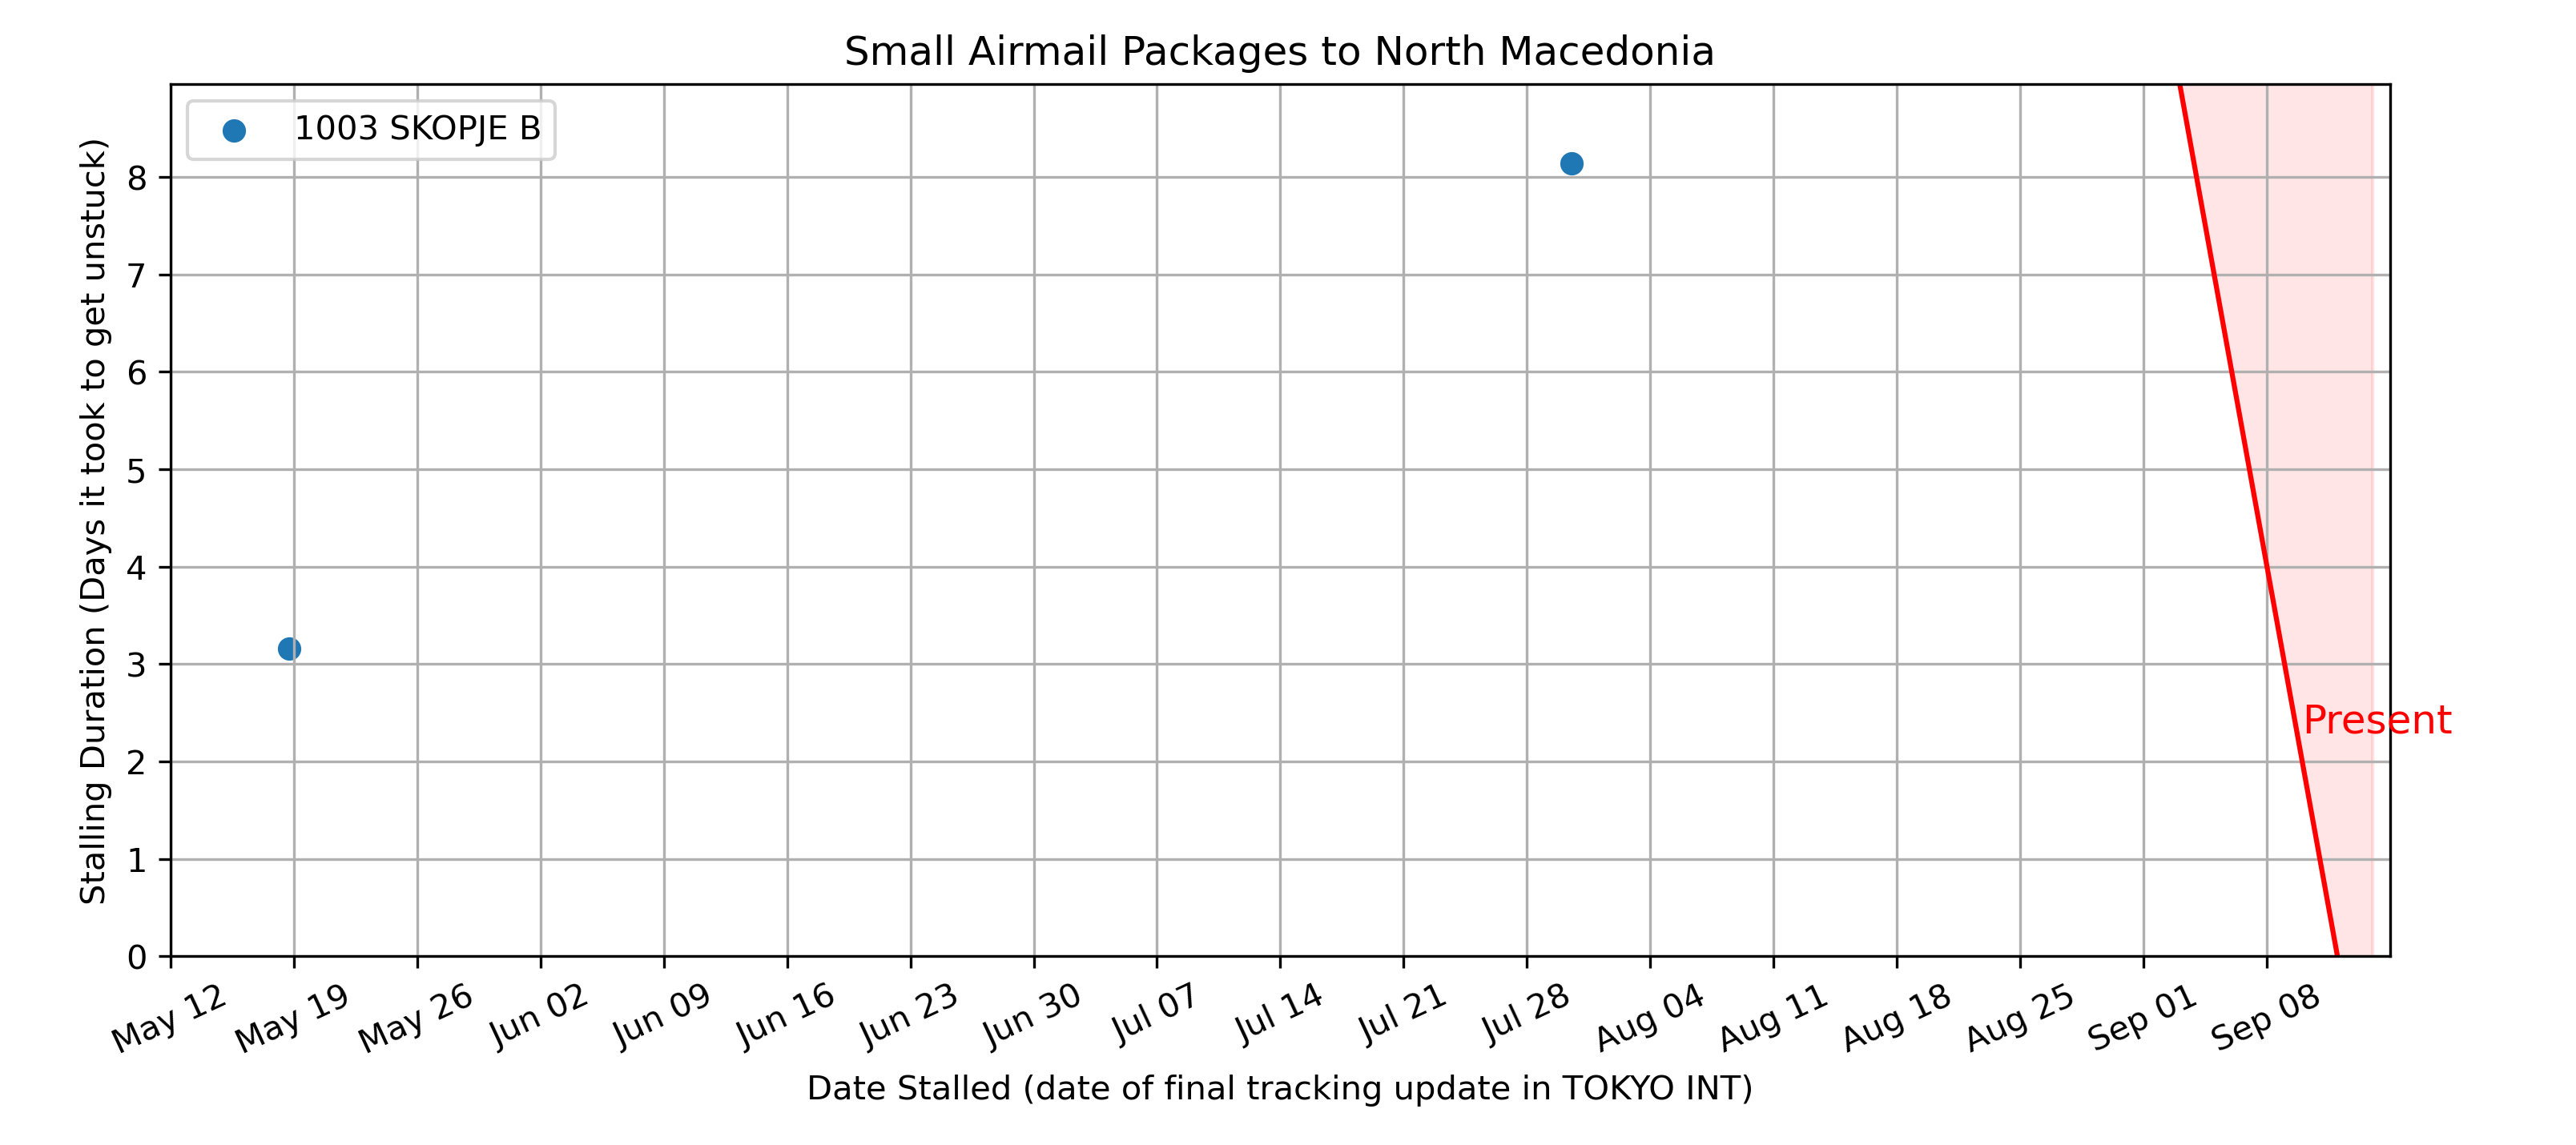 Small Airmail Packages to North Macedonia
1003 SKOPJE B
Stalling Duration (Days it took to get unstuck)
8
7
6
5
4
3
2
1
0
Present
May 12
May 19
May 26
Jun 02
Jun 09
Jun 16
Jun 23
Jun 30
Jul 07
Jul 14
Jul 21
Jul 28
Aug 04
Aug 11
Aug 18
Aug 25
Sep 01
Sep 08
Date Stalled (date of final tracking update in TOKYO INT)